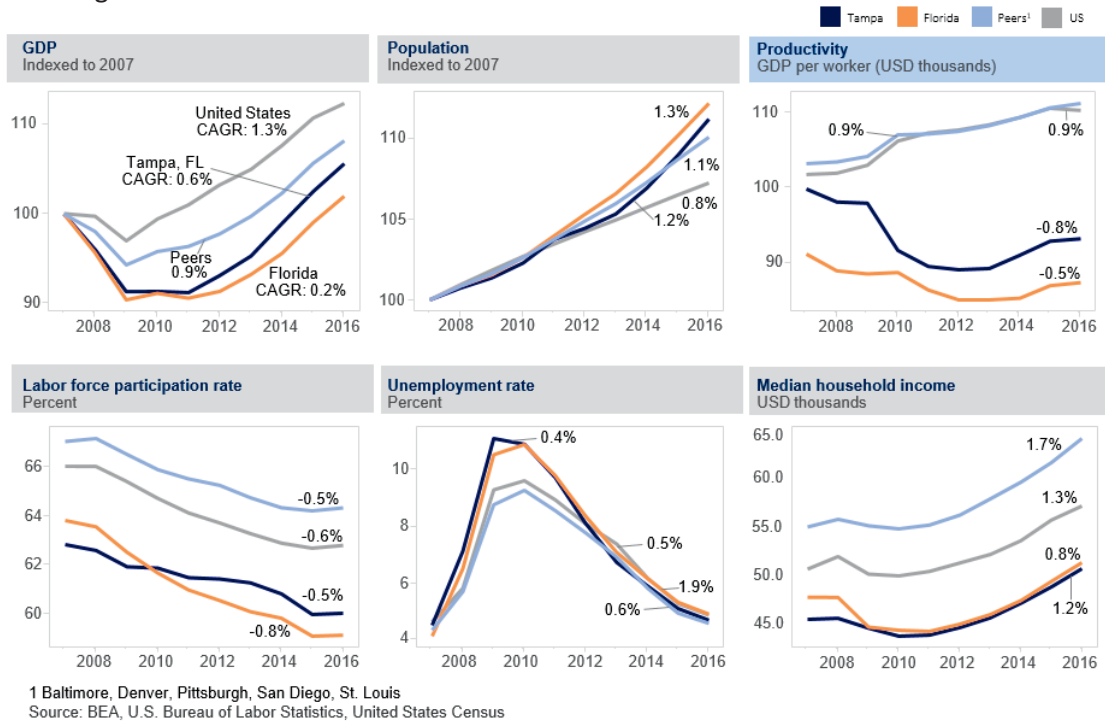 Tampa Florida Peers¹ US
GDP
Indexed to 2007
110
100
90
United States
CAGR: 1.3%
Tampa, FL
CAGR: 0.6%
Peers
0.9%
Florida
CAGR: 0.2%
2008 2010 2012 2014 2016
Population
Indexed to 2007
110
105
100
1.3%
1.1%
0.8%
1.2%
2008 2010 2012 2014 2016
Productivity
GDP per worker (USD thousands)
110
100
90
0.9%
0.9%
-0.8%
-0.5%
2008 2010 2012 2014 2016
Labor force participation rate
Percent
66
64
62
60
-0.5%
-0.6%
-0.5%
-0.8%
2008 2010 2012 2014 2016
Unemployment rate
Percent
10
8
6
4
0.4%
0.5%
1.9%
0.6%
2008 2010 2012 2014 2016
Median household income
USD thousands
65.0
60.0
55.0
50.0
45.0
1.7%
1.3%
0.8%
1.2%
2008 2010 2012 2014 2016
1 Baltimore, Denver, Pittsburgh, San Diego, St. Louis
Source: BEA, U.S. Bureau of Labor Statistics, United States Census